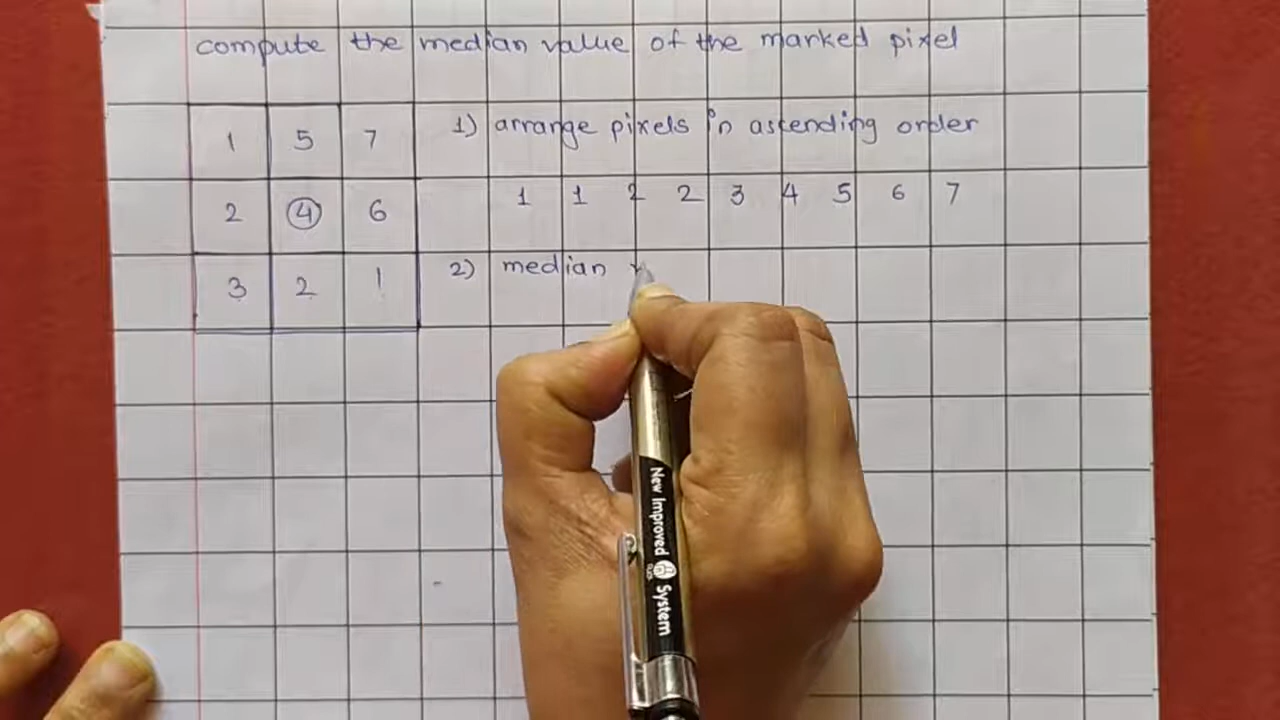 compute the median value of the marked pixel
1 5 7
2 4 6
3 2 1
1) arrange pixels in ascending order
1 1 2 2 3 4 5 6 7
2) median
New Improved System